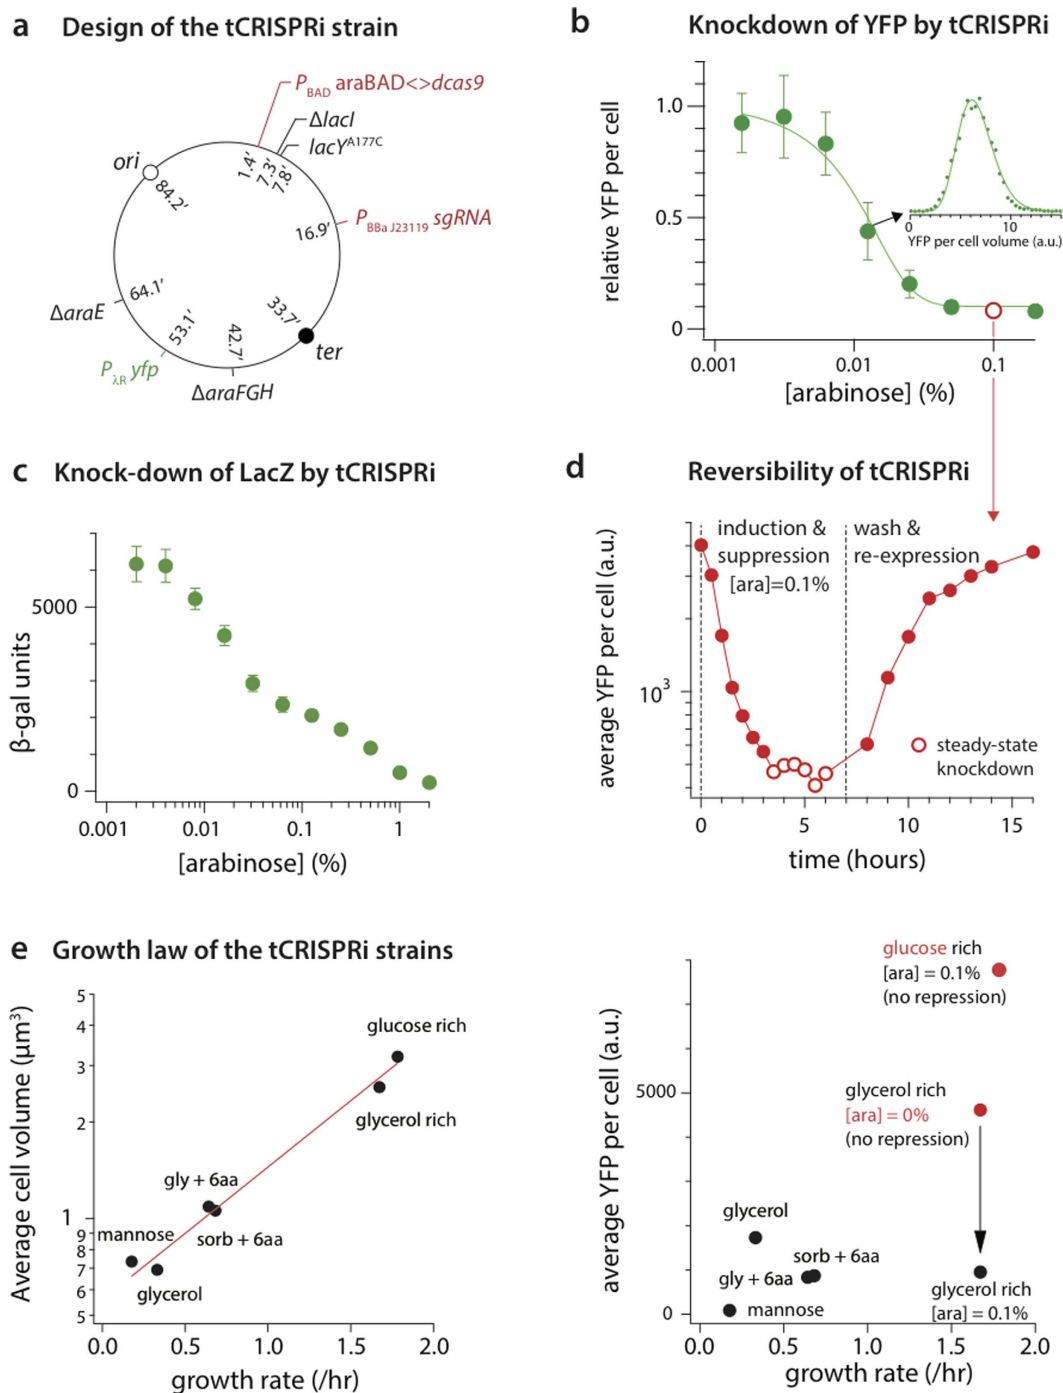 a Design of the tCRISPRi strain
P_BAD araBAD<>dcas9
ΔlacI
lacY^A177C
ori
1.4′
7.3′
7.8′
84.2′
P_BBa J23119 sgRNA
16.9′
64.1′
ΔaraE
53.1′
42.7′
33.7′
ter
P_λR yfp
ΔaraFGH
b Knockdown of YFP by tCRISPRi
relative YFP per cell
1.0
0.5
0
0 10
YFP per cell volume (a.u.)
0.001 0.01 0.1
[arabinose] (%)
c Knock-down of LacZ by tCRISPRi
β-gal units
5000
0
0.001 0.01 0.1 1
[arabinose] (%)
d Reversibility of tCRISPRi
average YFP per cell (a.u.)
induction &
suppression
[ara]=0.1%
wash &
re-expression
10^3
steady-state
knockdown
0 5 10 15
time (hours)
e Growth law of the tCRISPRi strains
Average cell volume (μm³)
5
4
3
2
1
9
8
7
6
5
glucose rich
glycerol rich
gly + 6aa
sorb + 6aa
mannose
glycerol
0.0 0.5 1.0 1.5 2.0
growth rate (/hr)
average YFP per cell (a.u.)
5000
0
glucose rich
[ara] = 0.1%
(no repression)
glycerol rich
[ara] = 0%
(no repression)
glycerol
sorb + 6aa
gly + 6aa
mannose
glycerol rich
[ara] = 0.1%
0.0 0.5 1.0 1.5 2.0
growth rate (/hr)